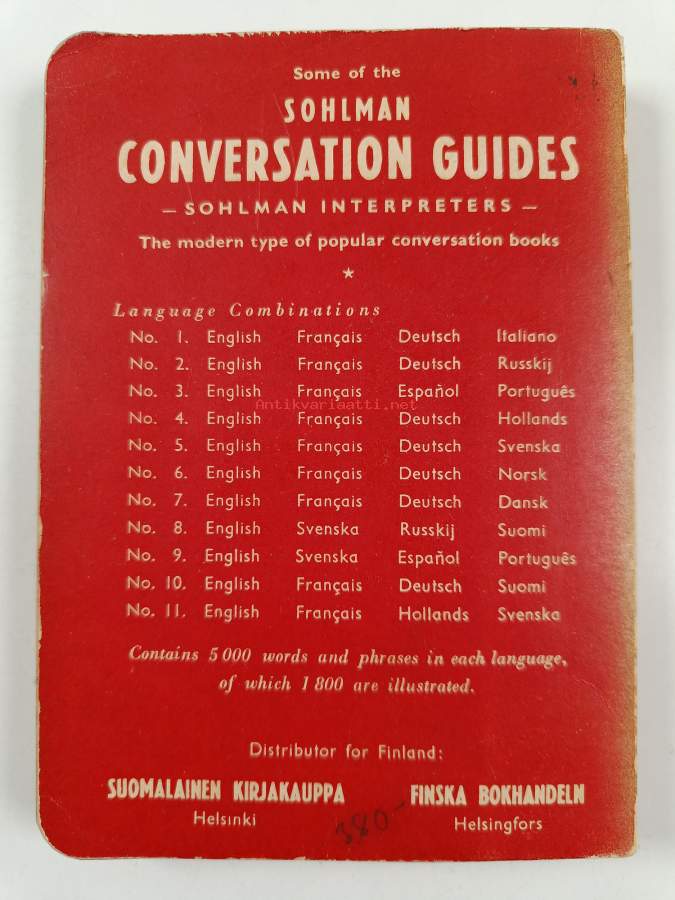 Some of the
SOHLMAN
CONVERSATION GUIDES
— SOHLMAN INTERPRETERS —
The modern type of popular conversation books
*
Language Combinations
No. 1. English Français Deutsch Italiano
No. 2. English Français Deutsch Russkij
No. 3. English Français Español Português
Antikvariaatti.net
No. 4. English Français Deutsch Hollands
No. 5. English Français Deutsch Svenska
No. 6. English Français Deutsch Norsk
No. 7. English Français Deutsch Dansk
No. 8. English Svenska Russkij Suomi
No. 9. English Svenska Español Português
No. 10. English Français Deutsch Suomi
No. 11. English Français Hollands Svenska
Contains 5 000 words and phrases in each language,
of which 1 800 are illustrated.
Distributor for Finland:
SUOMALAINEN KIRJAKAUPPA FINSKA BOKHANDELN
Helsinki 380- Helsingfors